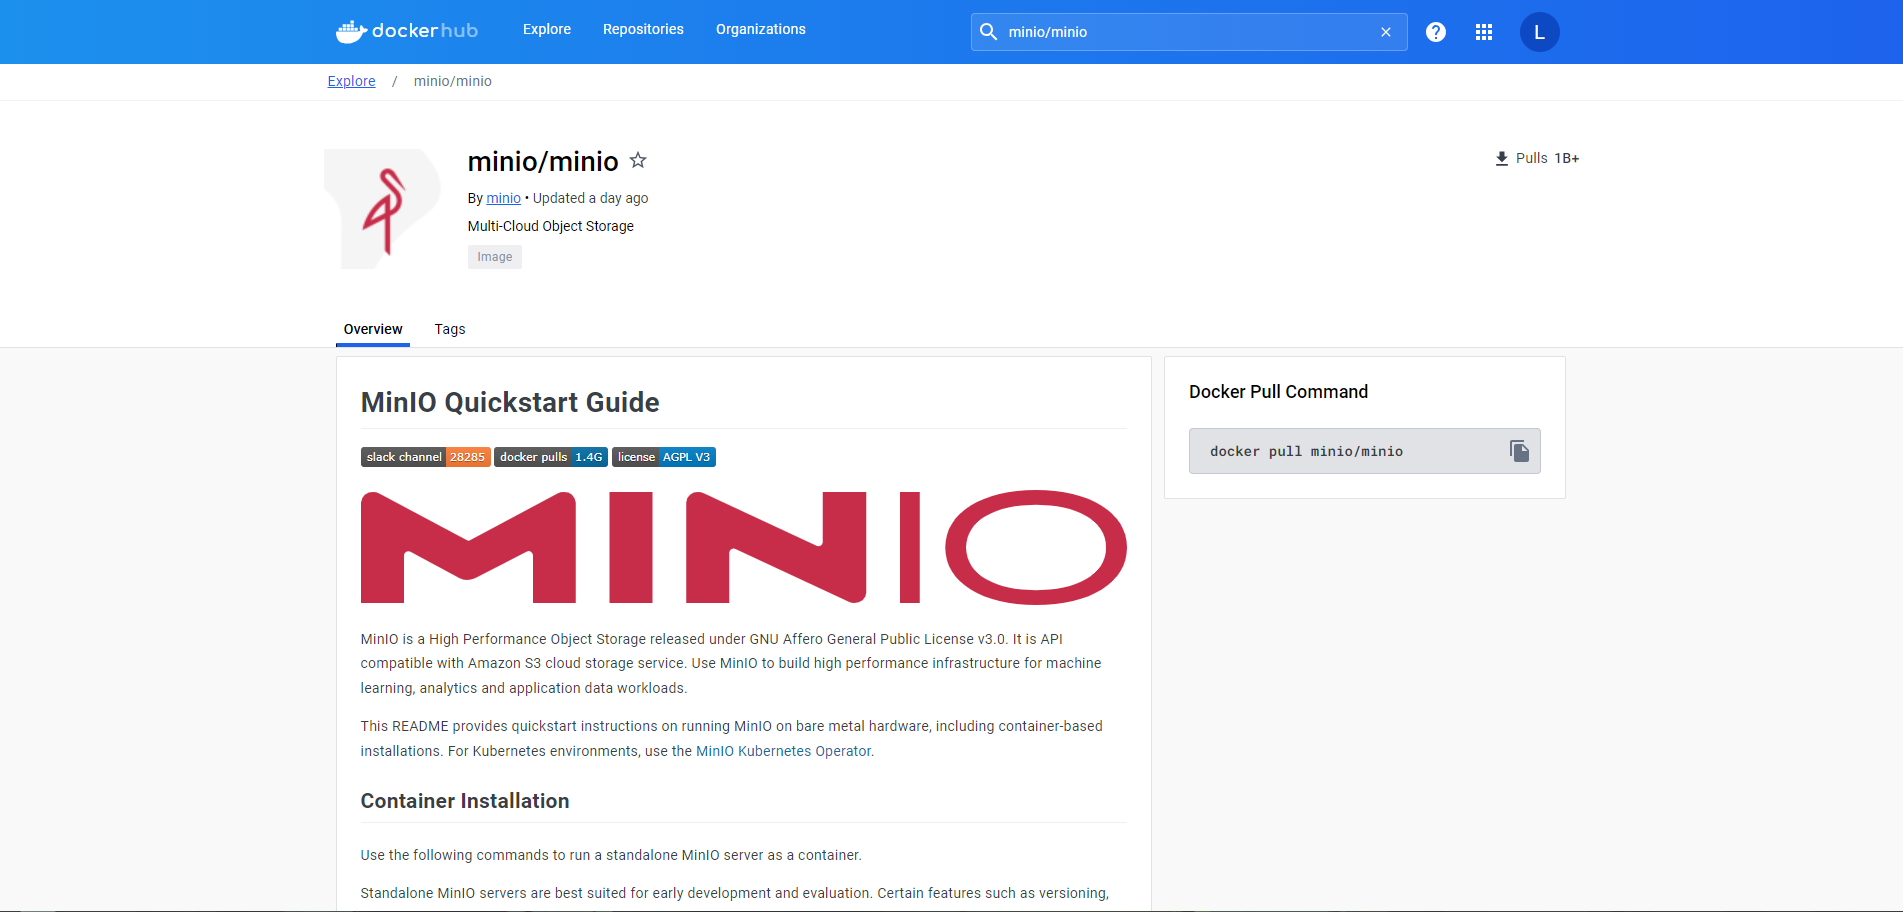 dockerhub
Explore
Repositories
Organizations
minio/minio
L
Explore / minio/minio
minio/minio
Pulls 1B+
By minio • Updated a day ago
Multi-Cloud Object Storage
Image
Overview
Tags
MinIO Quickstart Guide
slack channel 28285 docker pulls 1.4G license AGPL V3
MINIO
MinIO is a High Performance Object Storage released under GNU Affero General Public License v3.0. It is API
compatible with Amazon S3 cloud storage service. Use MinIO to build high performance infrastructure for machine
learning, analytics and application data workloads.
This README provides quickstart instructions on running MinIO on bare metal hardware, including container-based
installations. For Kubernetes environments, use the MinIO Kubernetes Operator.
Container Installation
Use the following commands to run a standalone MinIO server as a container.
Standalone MinIO servers are best suited for early development and evaluation. Certain features such as versioning,
Docker Pull Command
docker pull minio/minio